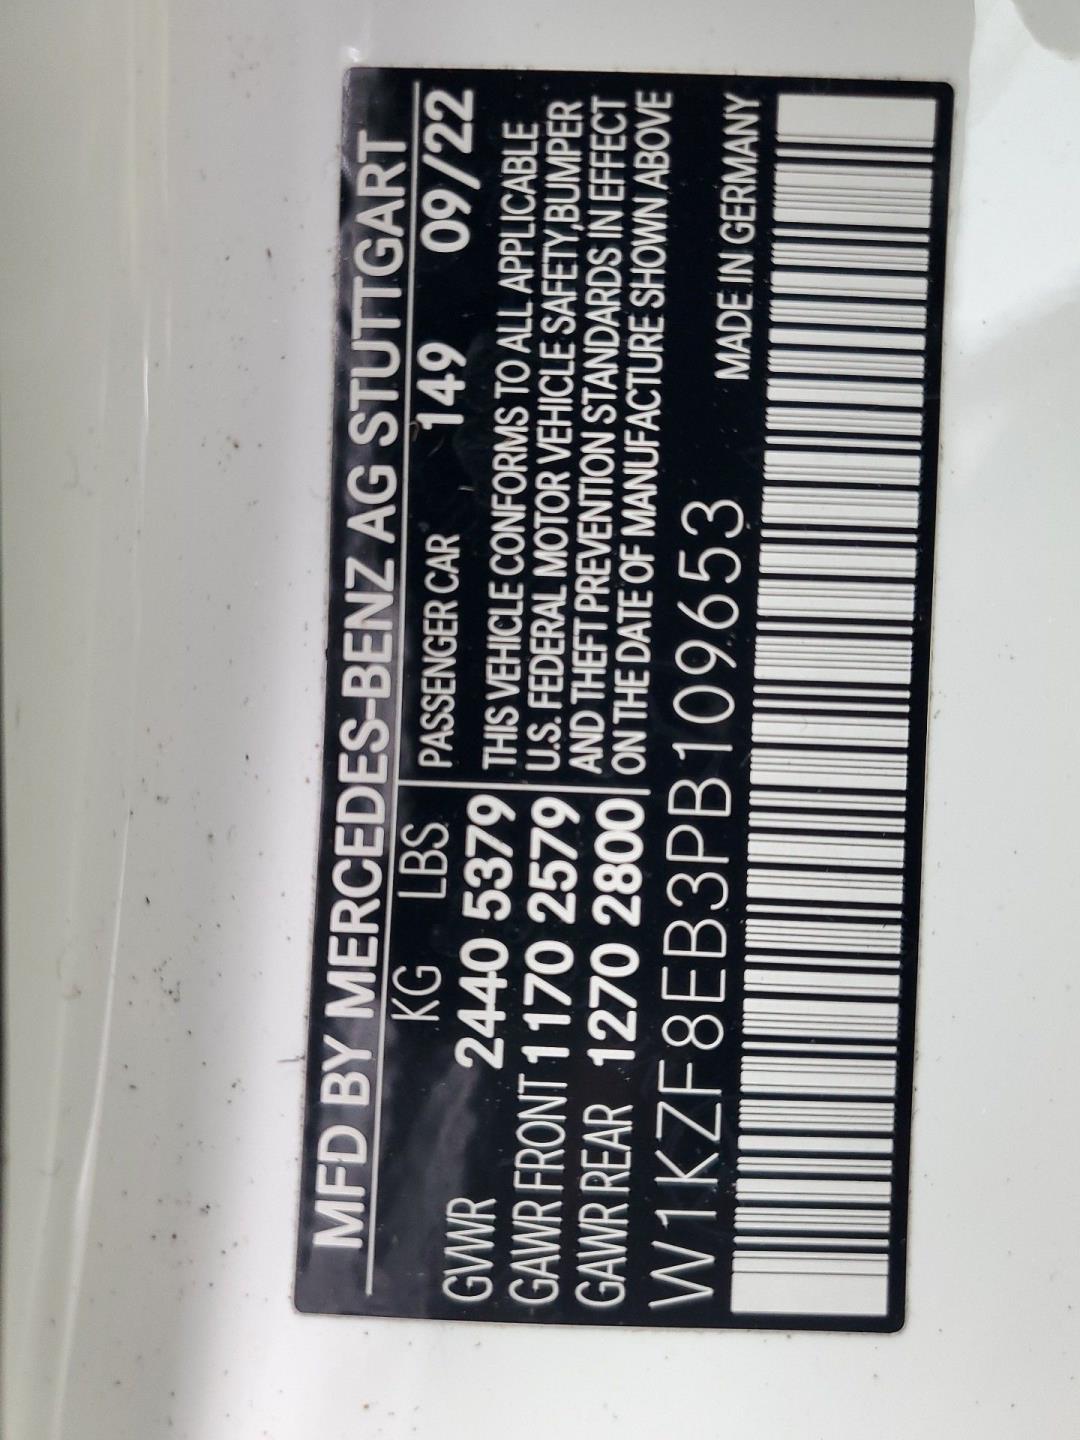 MFD BY MERCEDES-BENZ AG STUTTGART
KG LBS
GVWR 2440 5379
GAWR FRONT 1170 2579
GAWR REAR 1270 2800
PASSENGER CAR 149 09/22
THIS VEHICLE CONFORMS TO ALL APPLICABLE
U.S. FEDERAL MOTOR VEHICLE SAFETY,BUMPER
AND THEFT PREVENTION STANDARDS IN EFFECT
ON THE DATE OF MANUFACTURE SHOWN ABOVE
W1KZF8EB3PB109653 MADE IN GERMANY